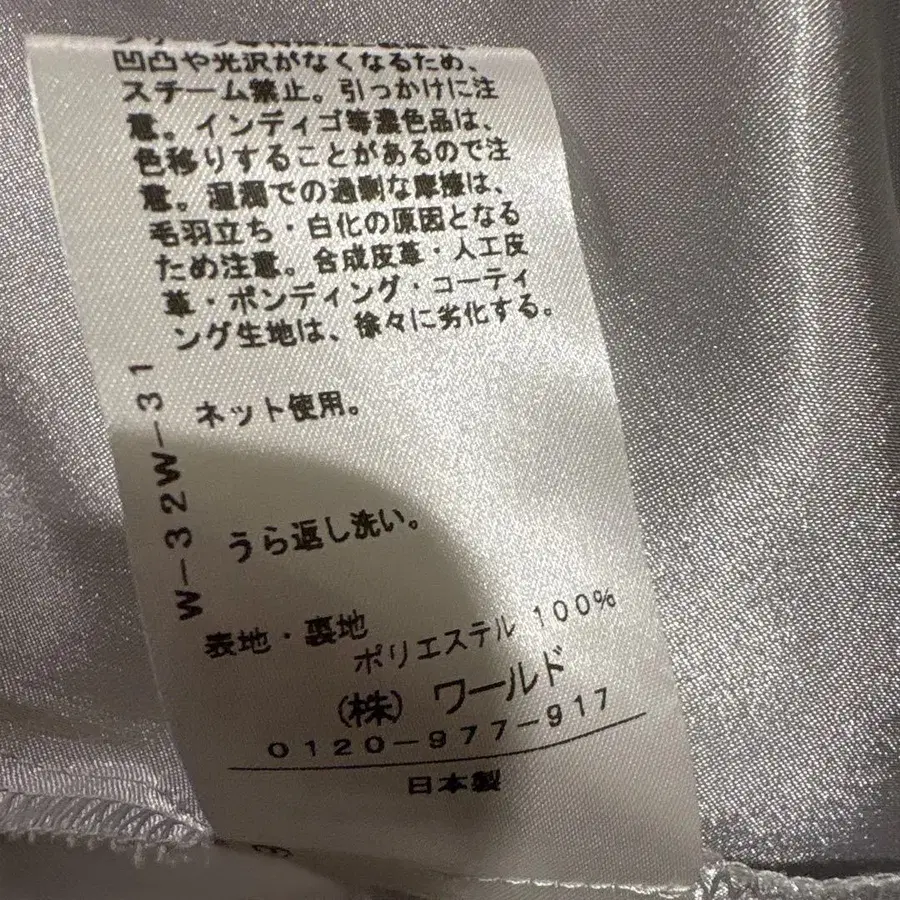 凹凸や光沢がなくなるため、
スチーム禁止。引っかけに注
意。インディゴ等濃色品は、
色移りすることがあるので注
意。湿潤での過剰な摩擦は、
毛羽立ち・白化の原因となる
ため注意。合成皮革・人工皮
革・ボンディング・コーティ
ング生地は、徐々に劣化する。
ネット使用。
うら返し洗い。
W-32W-31
表地・裏地
ポリエステル 100%
(株) ワールド
0120-977-917
日本製